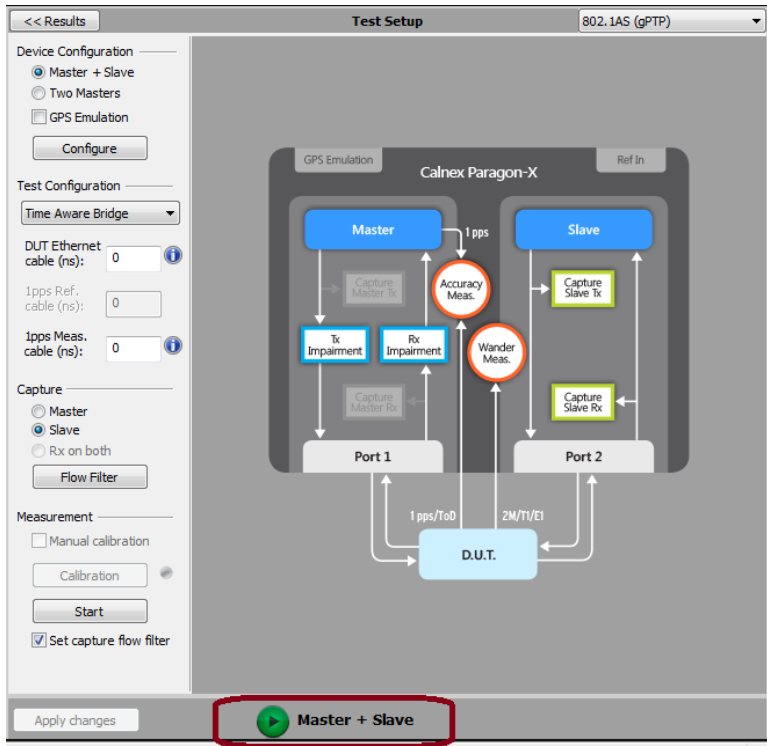 << Results
Test Setup
802.1AS (gPTP)
Device Configuration
Master + Slave
Two Masters
GPS Emulation
Configure
Test Configuration
Time Aware Bridge
DUT Ethernet
cable (ns):
0
1pps Ref.
cable (ns):
0
1pps Meas.
cable (ns):
0
Capture
Master
Slave
Rx on both
Flow Filter
Measurement
Manual calibration
Calibration
Start
Set capture flow filter
GPS Emulation
Calnex Paragon-X
Ref In
Master
1 pps
Slave
Capture
Master Tx
Accuracy
Meas.
Capture
Slave Tx
Tx
Impairment
Rx
Impairment
Wander
Meas.
Capture
Master Rx
Capture
Slave Rx
Port 1
Port 2
1 pps/ToD
2M/T1/E1
D.U.T.
Apply changes
Master + Slave